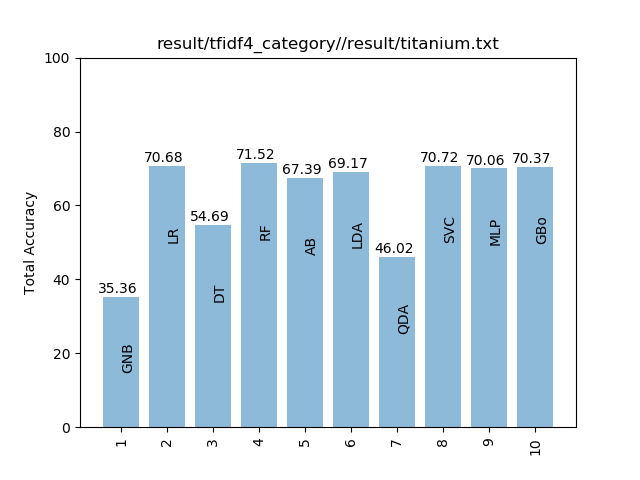 result/tfidf4_category//result/titanium.txt
Total Accuracy
100
80
60
40
20
0
35.36
70.68
54.69
71.52
67.39
69.17
46.02
70.72
70.06
70.37
GNB
LR
DT
RF
AB
LDA
QDA
SVC
MLP
GBo
1
2
3
4
5
6
7
8
9
10